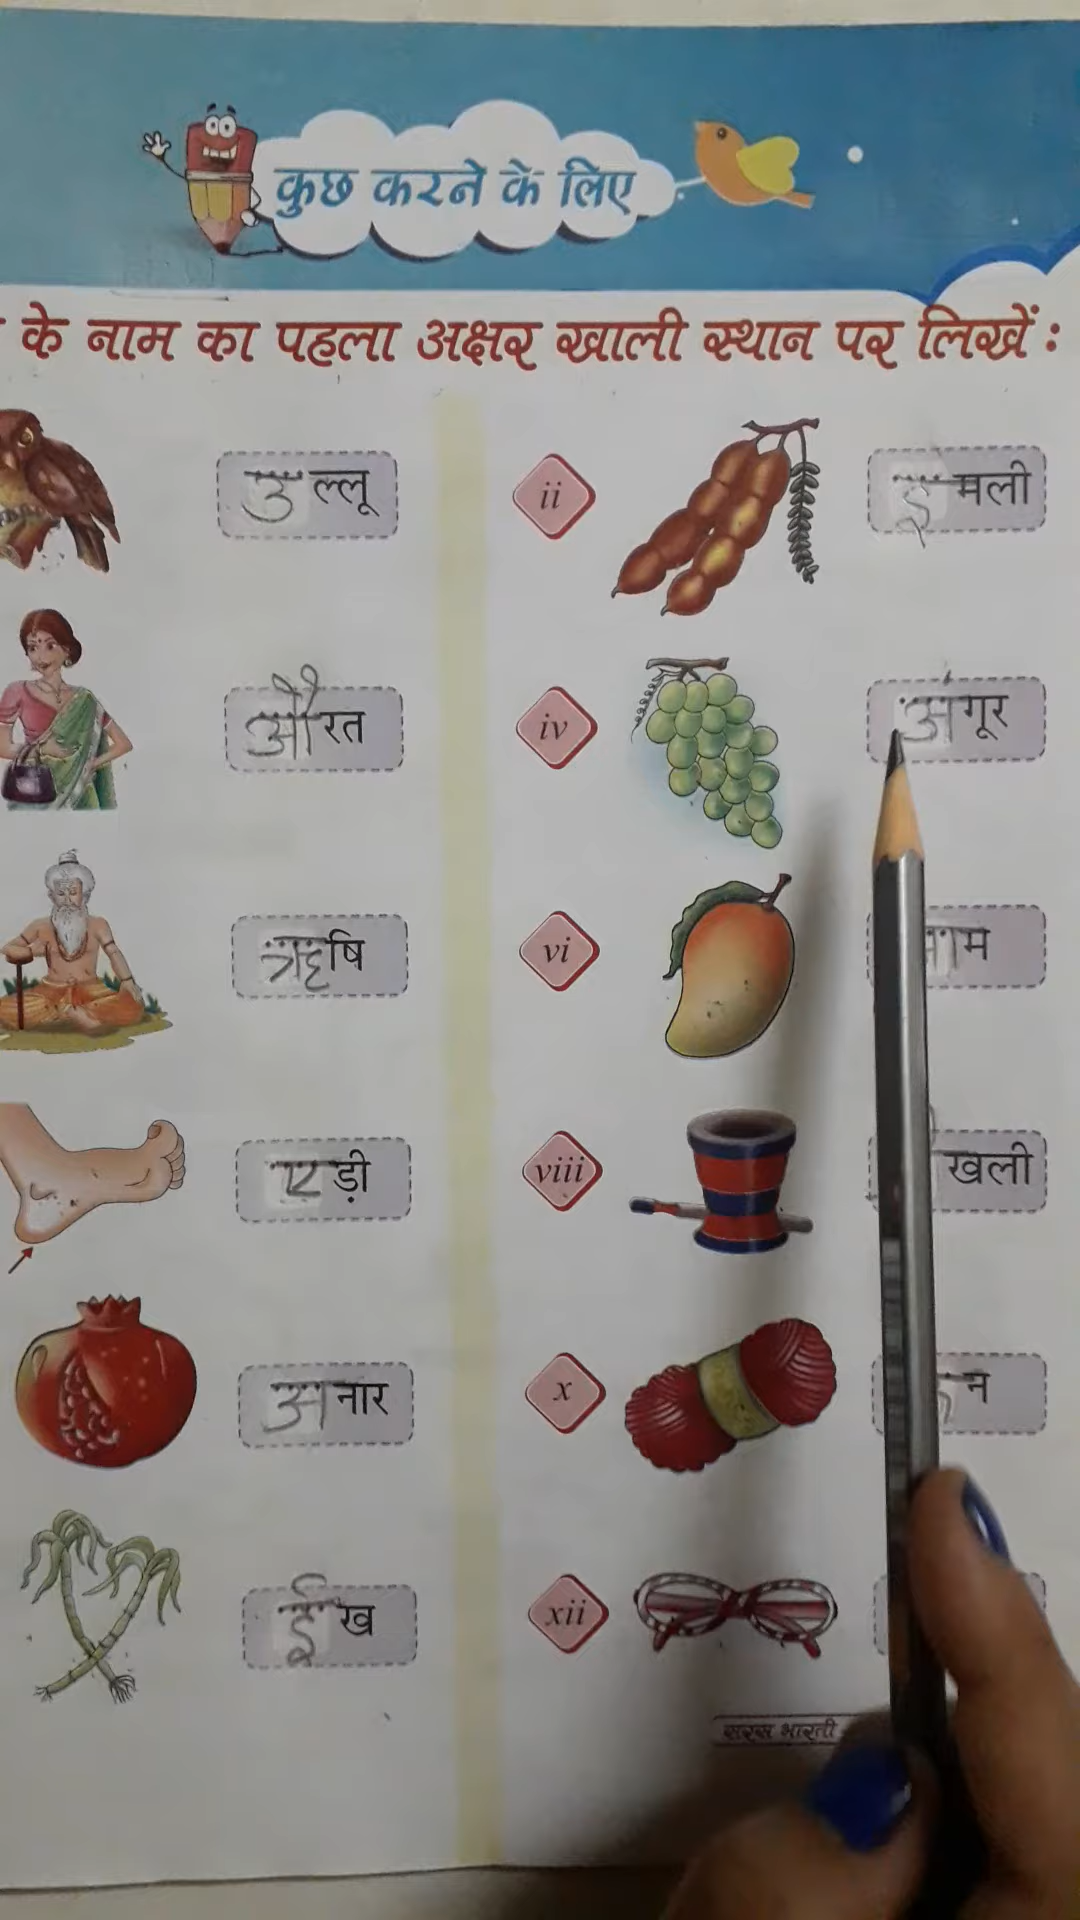 कुछ करने के लिए
के नाम का पहला अक्षर खाली स्थान पर लिखें :
उल्लू
ii
इमली
औरत
iv
अंगूर
ऋषि
vi
ाम
एड़ी
viii
खली
अनार
x
न
ईख
xii
सरस भारती